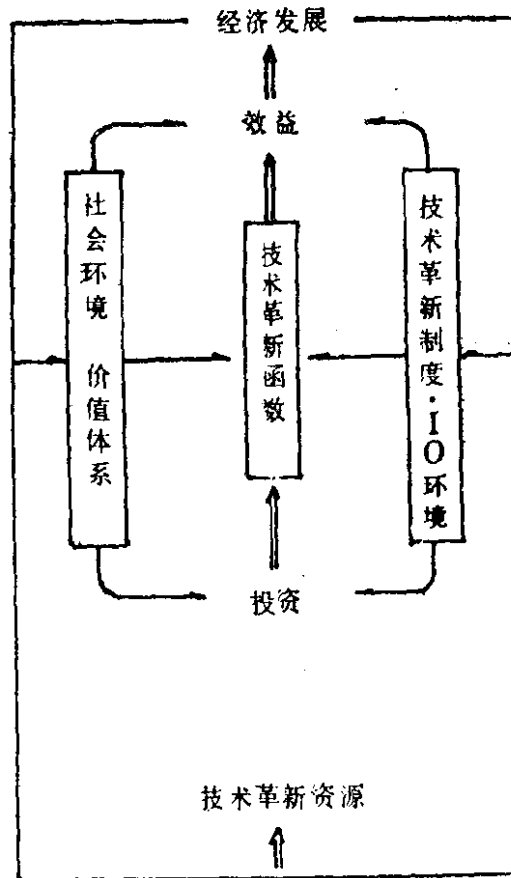 经济发展
效益
社会环境 价值体系
技术革新函数
技术革新制度·IO环境
投资
技术革新资源